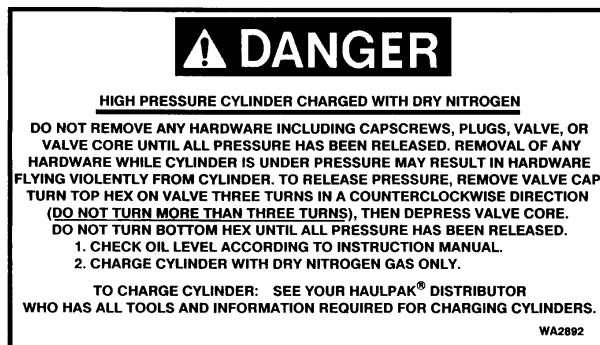 DANGER
HIGH PRESSURE CYLINDER CHARGED WITH DRY NITROGEN
DO NOT REMOVE ANY HARDWARE INCLUDING CAPSCREWS, PLUGS, VALVE, OR
VALVE CORE UNTIL ALL PRESSURE HAS BEEN RELEASED. REMOVAL OF ANY
HARDWARE WHILE CYLINDER IS UNDER PRESSURE MAY RESULT IN HARDWARE
FLYING VIOLENTLY FROM CYLINDER. TO RELEASE PRESSURE, REMOVE VALVE CAP
TURN TOP HEX ON VALVE THREE TURNS IN A COUNTERCLOCKWISE DIRECTION
(DO NOT TURN MORE THAN THREE TURNS), THEN DEPRESS VALVE CORE.
DO NOT TURN BOTTOM HEX UNTIL ALL PRESSURE HAS BEEN RELEASED.
1. CHECK OIL LEVEL ACCORDING TO INSTRUCTION MANUAL.
2. CHARGE CYLINDER WITH DRY NITROGEN GAS ONLY.
TO CHARGE CYLINDER: SEE YOUR HAULPAK® DISTRIBUTOR
WHO HAS ALL TOOLS AND INFORMATION REQUIRED FOR CHARGING CYLINDERS.
WA2892